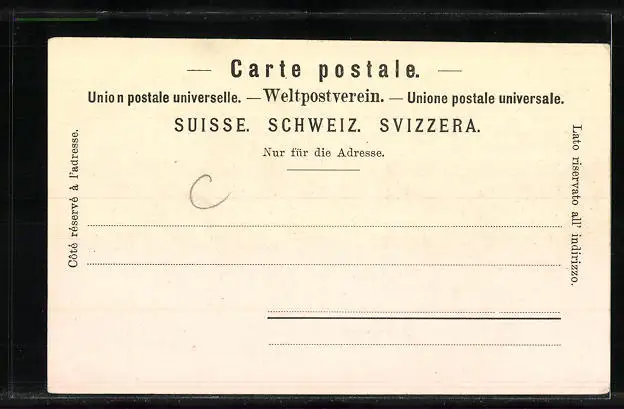 — Carte postale. —
Union postale universelle. — Weltpostverein. — Unione postale universale.
SUISSE. SCHWEIZ. SVIZZERA.
Nur für die Adresse.
Côté réservé à l'adresse.
Lato riservato all' indirizzo.
C